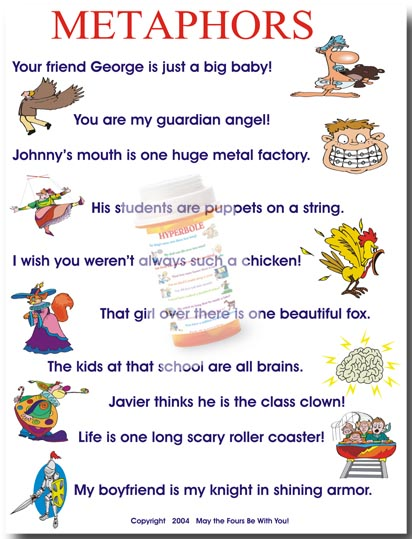 METAPHORS
Your friend George is just a big baby!
You are my guardian angel!
Johnny's mouth is one huge metal factory.
His students are puppets on a string.
HYPERBOLE
I wish you weren't always such a chicken!
That girl over there is one beautiful fox.
The kids at that school are all brains.
Javier thinks he is the class clown!
Life is one long scary roller coaster!
My boyfriend is my knight in shining armor.
Copyright 2004 May the Fours Be With You!